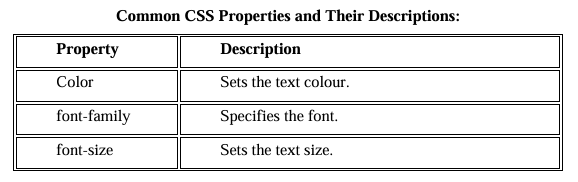 Common CSS Properties and Their Descriptions:
Property Description
Color Sets the text colour.
font-family Specifies the font.
font-size Sets the text size.